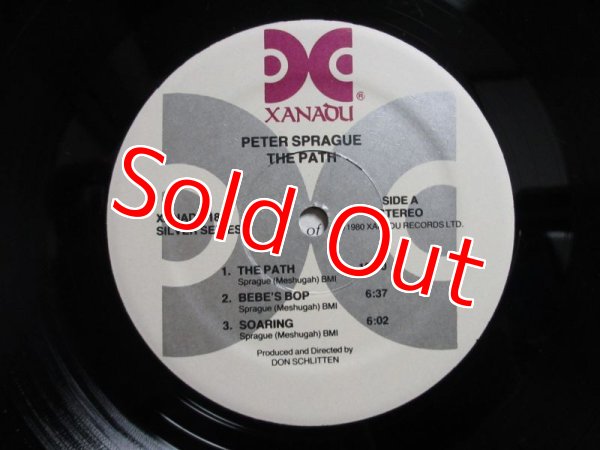 XANADU ®
PETER SPRAGUE
THE PATH
SIDE A
STEREO
SILVER SERIES
1980 XANADU RECORDS LTD.
of
Sold Out
1. THE PATH
Sprague (Meshugah) BMI
2. BEBE'S BOP 6:37
Sprague (Meshugah) BMI
3. SOARING 6:02
Sprague (Meshugah) BMI
Produced and Directed by
DON SCHLITTEN